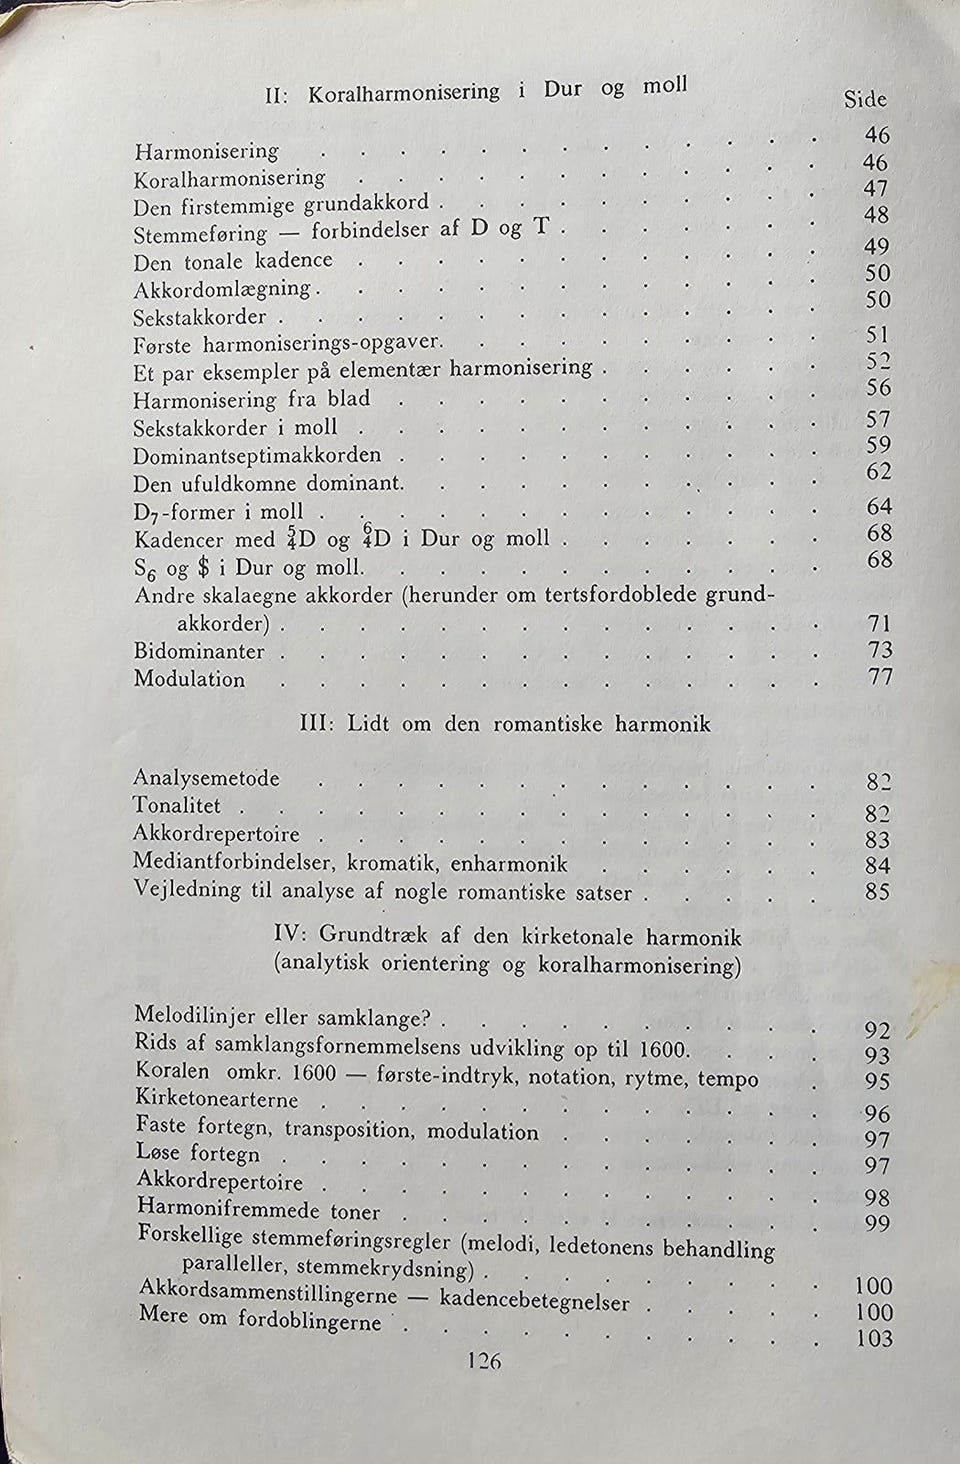 II: Koralharmonisering i Dur og moll
Side
Harmonisering . . . . . . . . . . . . . 46
Koralharmonisering . . . . . . . . . . . . 46
Den firstemmige grundakkord . . . . . . . . . . 47
Stemmeføring — forbindelser af D og T . . . . . . . 48
Den tonale kadence . . . . . . . . . . . . 49
Akkordomlægning . . . . . . . . . . . . . 50
Sekstakkorder . . . . . . . . . . . . . . 50
Første harmoniserings-opgaver. . . . . . . . . . 51
Et par eksempler på elementær harmonisering . . . . . . 52
Harmonisering fra blad . . . . . . . . . . . 56
Sekstakkorder i moll . . . . . . . . . . . . 57
Dominantseptimakkorden . . . . . . . . . . . 59
Den ufuldkomne dominant. . . . . . . . . . . 62
D7-former i moll . . . . . . . . . . . . . 64
Kadencer med 5/4D og 6/4D i Dur og moll . . . . . . . 68
S6 og $ i Dur og moll. . . . . . . . . . . . 68
Andre skalaegne akkorder (herunder om tertsfordoblede grund-
akkorder) . . . . . . . . . . . . . . 71
Bidominanter . . . . . . . . . . . . . . 73
Modulation . . . . . . . . . . . . . . 77
III: Lidt om den romantiske harmonik
Analysemetode . . . . . . . . . . . . . 82
Tonalitet . . . . . . . . . . . . . . . 82
Akkordrepertoire . . . . . . . . . . . . . 83
Mediantforbindelser, kromatik, enharmonik . . . . . . 84
Vejledning til analyse af nogle romantiske satser . . . . . 85
IV: Grundtræk af den kirketonale harmonik
(analytisk orientering og koralharmonisering)
Melodilinjer eller samklange? . . . . . . . . . . 92
Rids af samklangsfornemmelsens udvikling op til 1600. . . . 93
Koralen omkr. 1600 — første-indtryk, notation, rytme, tempo . 95
Kirketonearterne . . . . . . . . . . . . . 96
Faste fortegn, transposition, modulation . . . . . . . 97
Løse fortegn . . . . . . . . . . . . . . 97
Akkordrepertoire . . . . . . . . . . . . . 98
Harmonifremmede toner . . . . . . . . . . . 99
Forskellige stemmeføringsregler (melodi, ledetonens behandling
paralleller, stemmekrydsning) . . . . . . . . . 100
Akkordsammenstillingerne — kadencebetegnelser . . . . . 100
Mere om fordoblingerne . . . . . . . . . . . 103
126